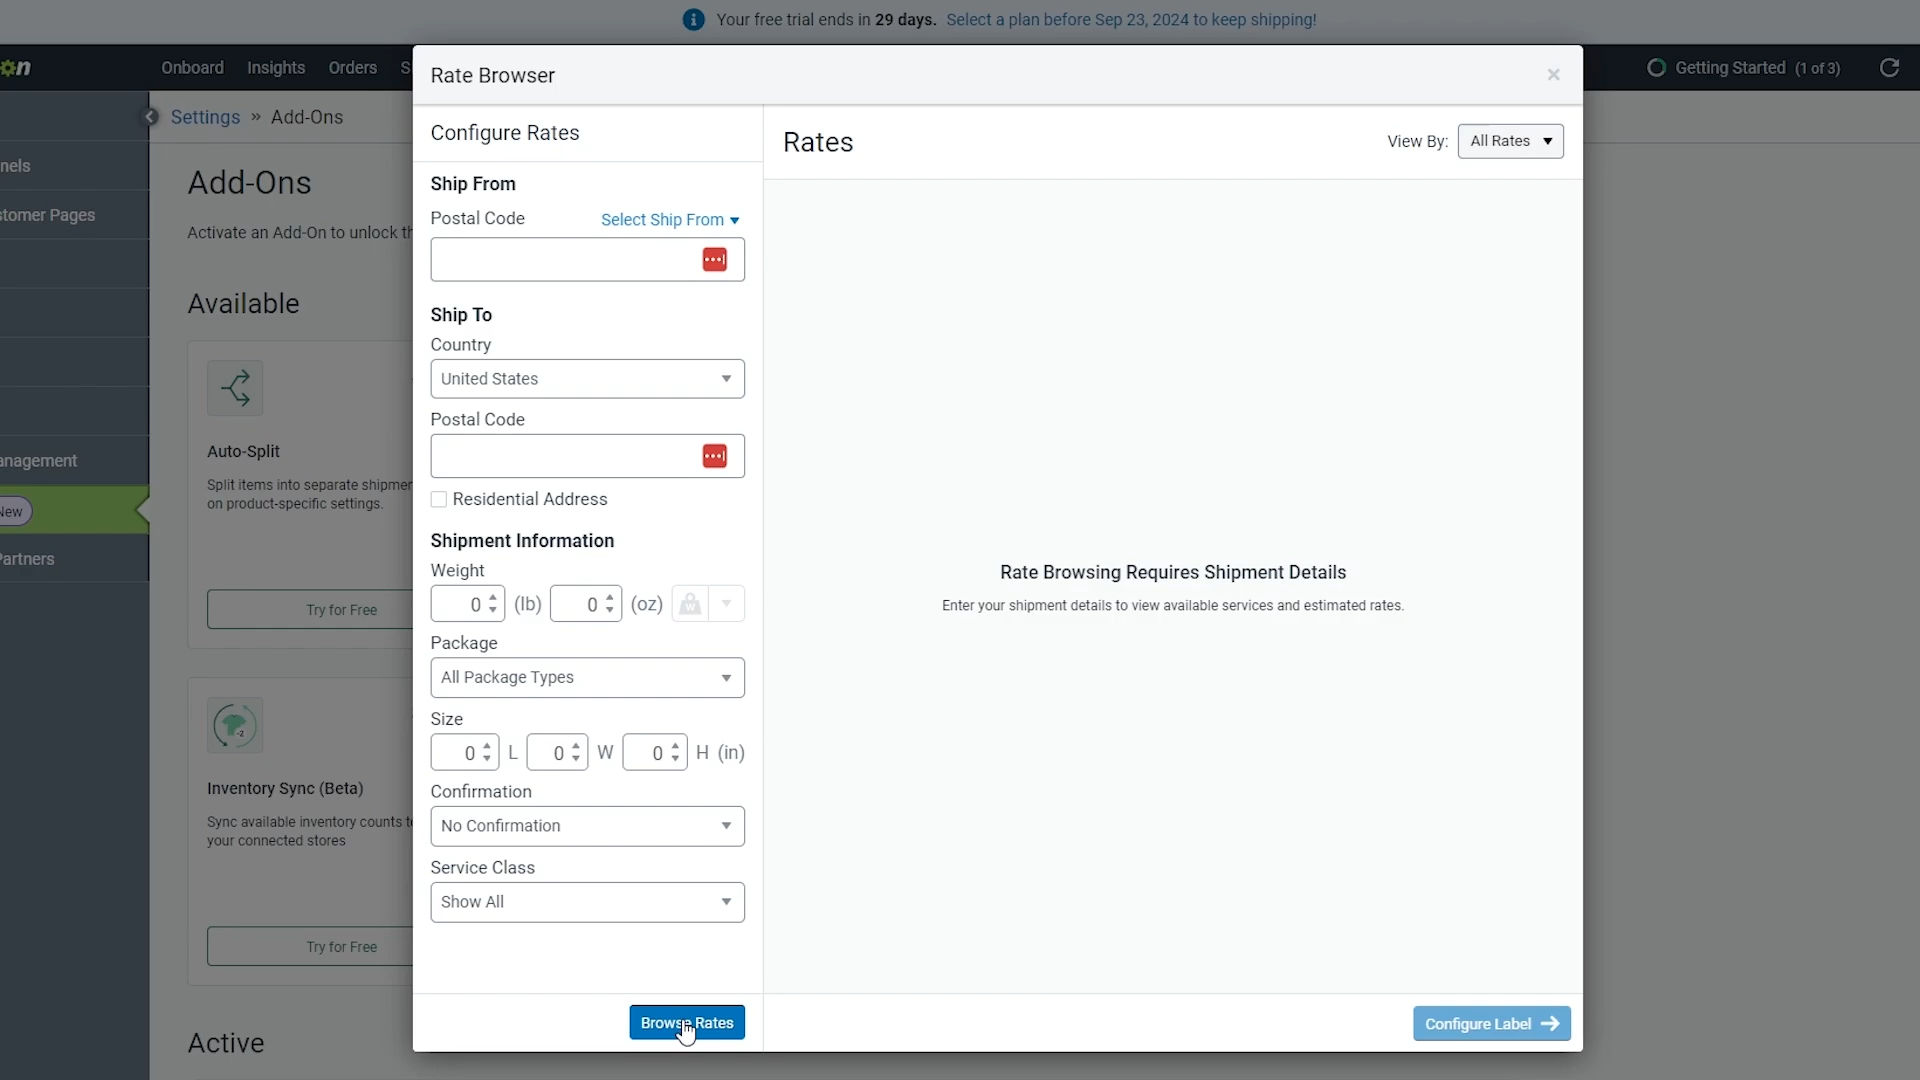 Your free trial ends in 29 days. Select a plan before Sep 23, 2024 to keep shipping!
Onboard Insights Orders S
Getting Started (1 of 3)
Settings » Add-Ons
nels
stomer Pages
anagement
New
Partners
Add-Ons
Activate an Add-On to unlock th
Available
Auto-Split
Split items into separate shipmer
on product-specific settings.
Try for Free
Inventory Sync (Beta)
Sync available inventory counts t
your connected stores
Try for Free
Active
Rate Browser
Configure Rates
Ship From
Postal Code Select Ship From
Ship To
Country
United States
Postal Code
Residential Address
Shipment Information
Weight
0 (lb) 0 (oz)
Package
All Package Types
Size
0 L 0 W 0 H (in)
Confirmation
No Confirmation
Service Class
Show All
Browse Rates
Rates
View By: All Rates
Rate Browsing Requires Shipment Details
Enter your shipment details to view available services and estimated rates.
Configure Label